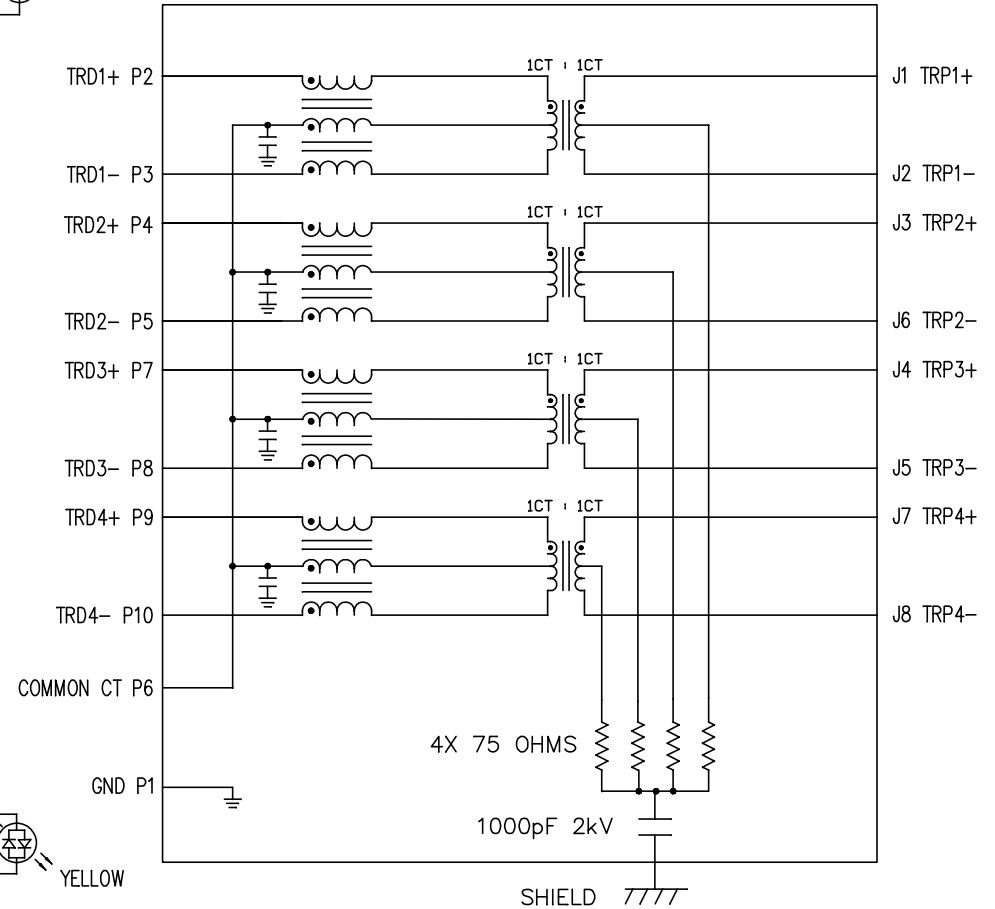 1CT : 1CT
TRD1+ P2
J1 TRP1+
TRD1- P3
J2 TRP1-
1CT : 1CT
TRD2+ P4
J3 TRP2+
TRD2- P5
J6 TRP2-
1CT : 1CT
TRD3+ P7
J4 TRP3+
TRD3- P8
J5 TRP3-
1CT : 1CT
TRD4+ P9
J7 TRP4+
TRD4- P10
J8 TRP4-
COMMON CT P6
4X 75 OHMS
GND P1
1000pF 2kV
YELLOW
SHIELD